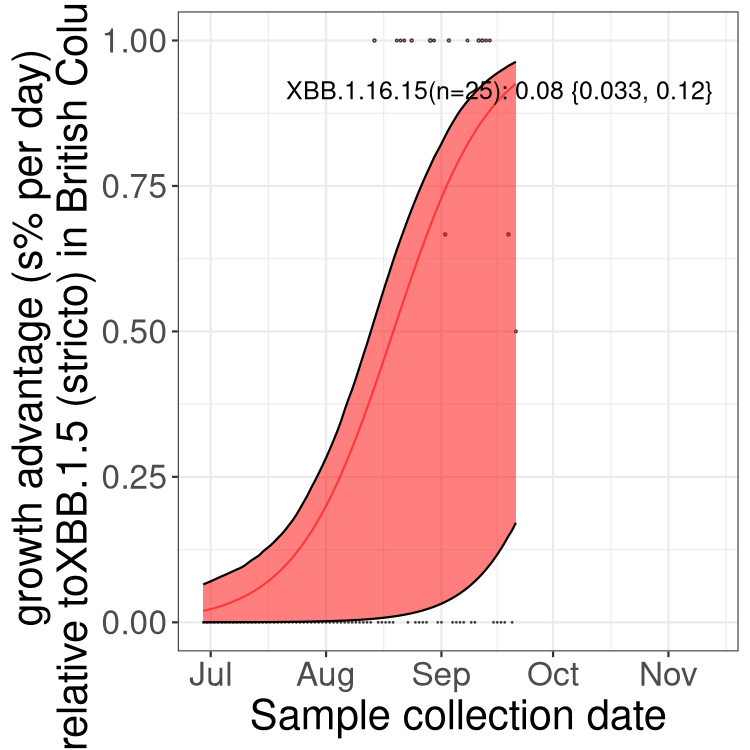 growth advantage (s% per day)
relative toXBB.1.5 (stricto) in British Colu
1.00
0.75
0.50
0.25
0.00
XBB.1.16.15(n=25): 0.08 {0.033, 0.12}
Jul Aug Sep Oct Nov
Sample collection date